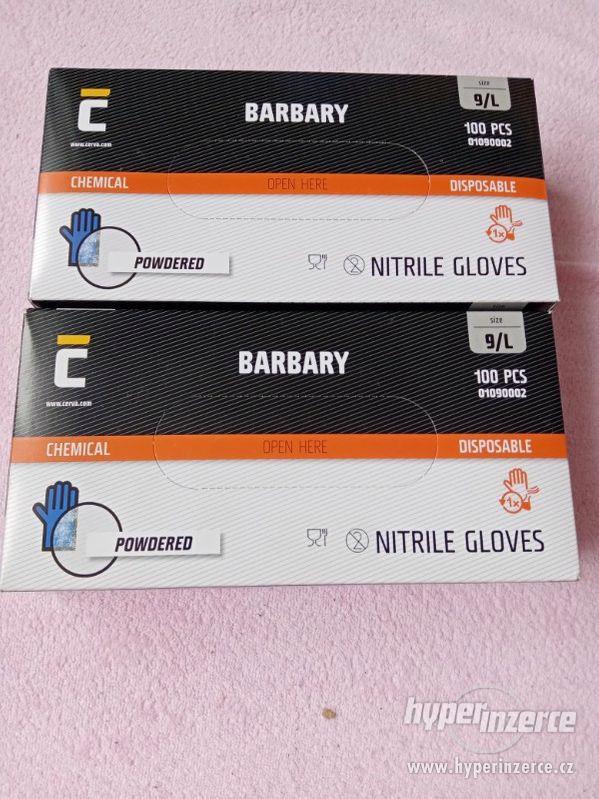 size
9/L
BARBARY
100 PCS
01090002
www.cerva.com
CHEMICAL
OPEN HERE
DISPOSABLE
1x
POWDERED
NITRILE GLOVES
size
9/L
BARBARY
100 PCS
01090002
www.cerva.com
CHEMICAL
OPEN HERE
DISPOSABLE
1x
POWDERED
NITRILE GLOVES
hyperinzerce
www.hyperinzerce.cz